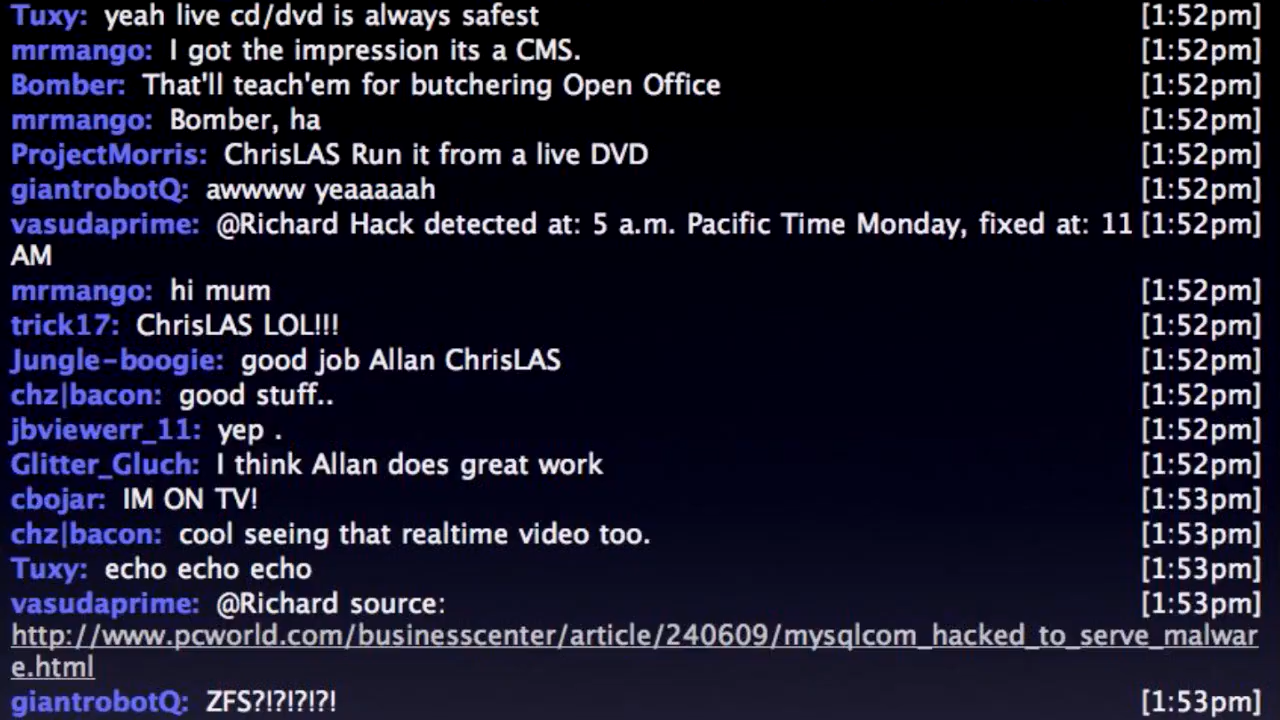 Tuxy: yeah live cd/dvd is always safest [1:52pm]
mrmango: I got the impression its a CMS. [1:52pm]
Bomber: That'll teach'em for butchering Open Office [1:52pm]
mrmango: Bomber, ha [1:52pm]
ProjectMorris: ChrisLAS Run it from a live DVD [1:52pm]
giantrobotQ: awwww yeaaaaah [1:52pm]
vasudaprime: @Richard Hack detected at: 5 a.m. Pacific Time Monday, fixed at: 11 [1:52pm]
AM
mrmango: hi mum [1:52pm]
trick17: ChrisLAS LOL!!! [1:52pm]
Jungle-boogie: good job Allan ChrisLAS [1:52pm]
chz|bacon: good stuff.. [1:52pm]
jbviewerr_11: yep . [1:52pm]
Glitter_Gluch: I think Allan does great work [1:52pm]
cbojar: IM ON TV! [1:53pm]
chz|bacon: cool seeing that realtime video too. [1:53pm]
Tuxy: echo echo echo [1:53pm]
vasudaprime: @Richard source: [1:53pm]
http://www.pcworld.com/businesscenter/article/240609/mysqlcom_hacked_to_serve_malwar
e.html
giantrobotQ: ZFS?!?!?!?! [1:53pm]